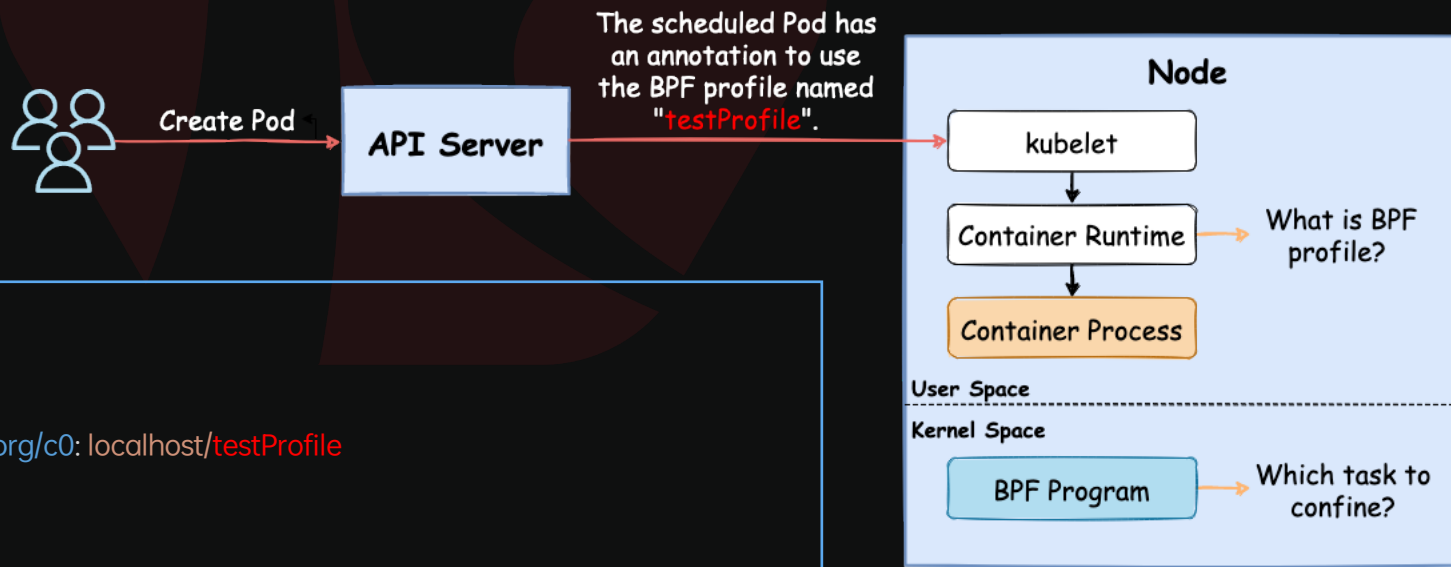 The scheduled Pod has
an annotation to use
the BPF profile named
"testProfile".
Create Pod
API Server
Node
kubelet
Container Runtime
What is BPF
profile?
Container Process
User Space
Kernel Space
BPF Program
Which task to
confine?
org/c0: localhost/testProfile